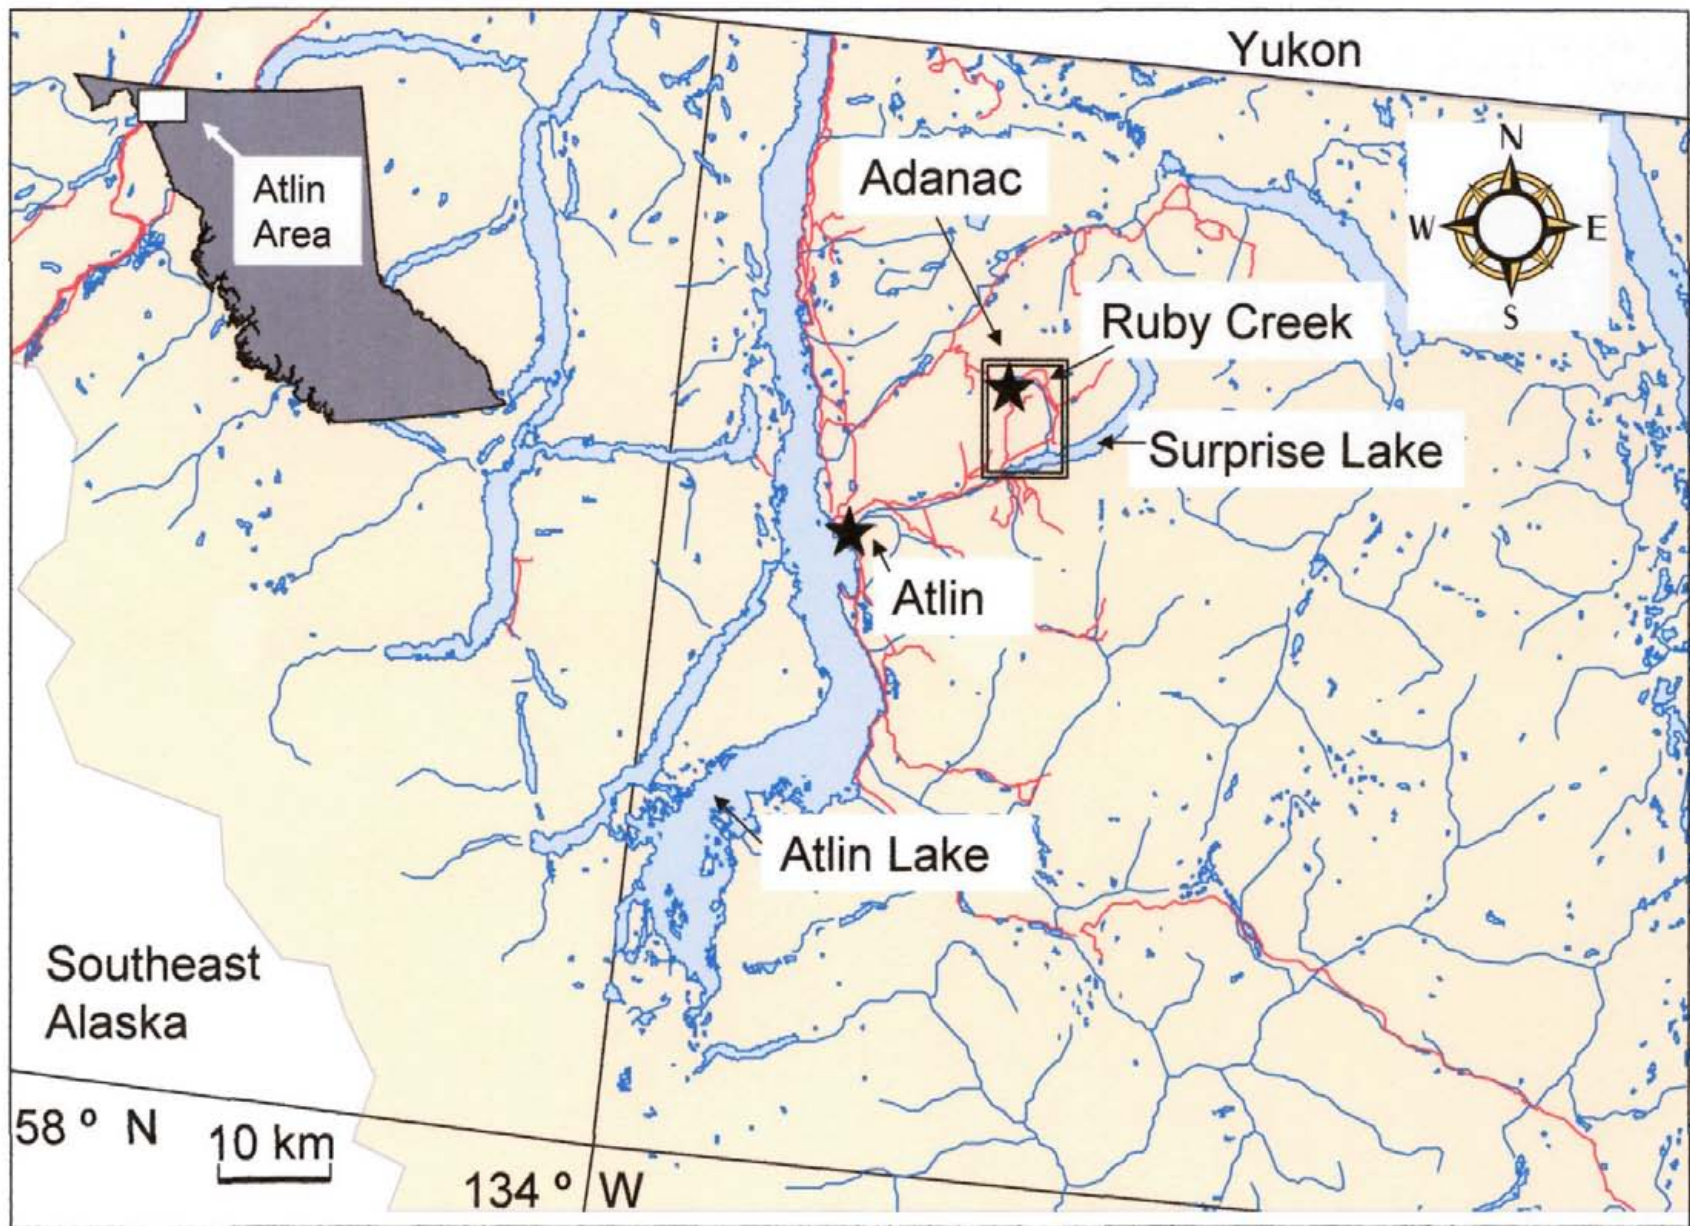 Yukon
N
W
E
S
Adanac
Atlin
Area
Ruby Creek
Surprise Lake
Atlin
Atlin Lake
Southeast
Alaska
58 º N
10 km
134 º W